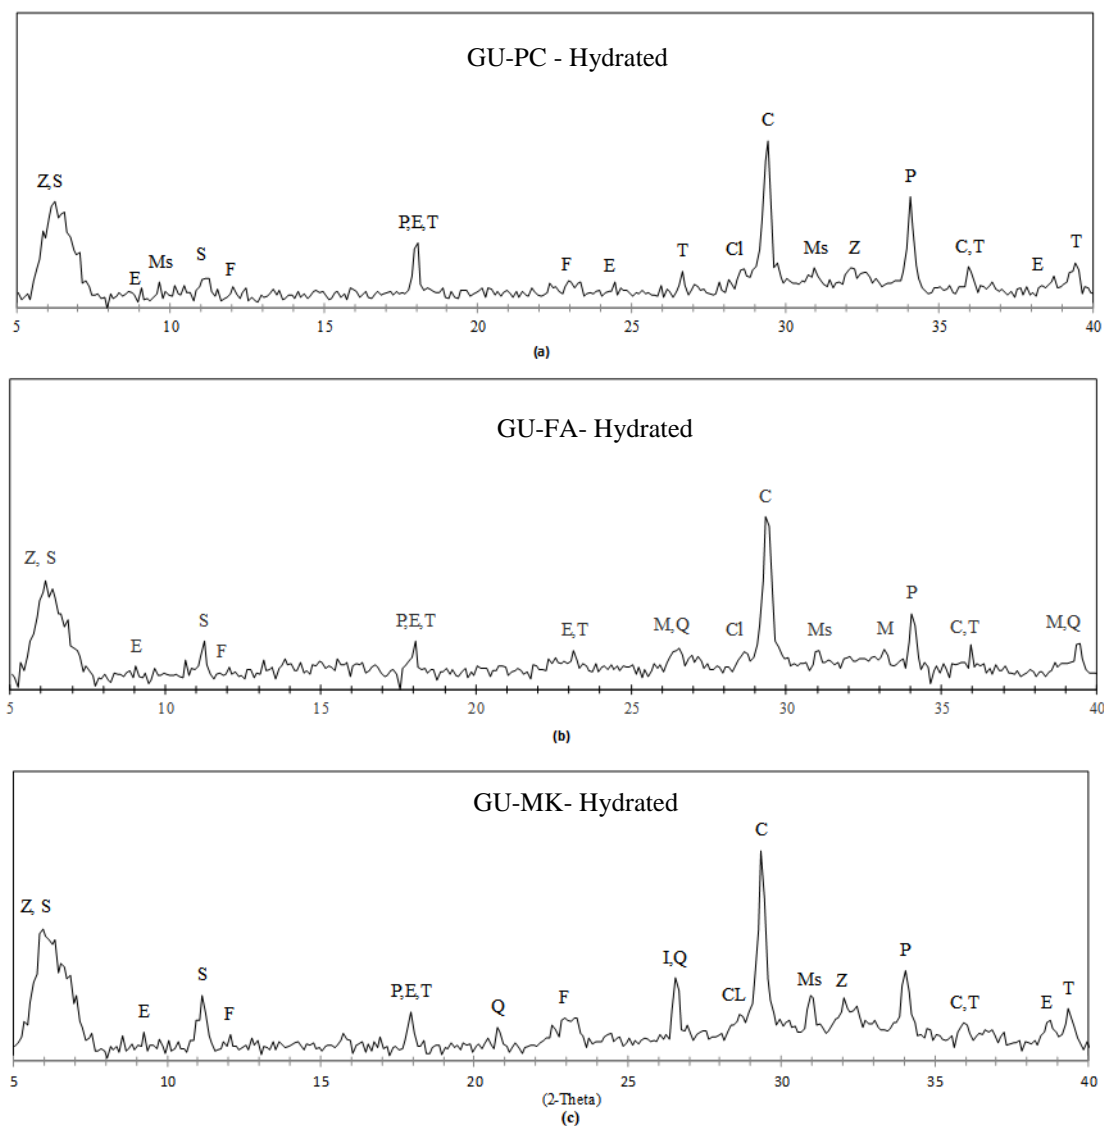 GU-PC - Hydrated
C
Z,S
P
P,E,T
E
Ms
S
F
F
E
T
Cl
Ms
Z
C,T
E
T
5 10 15 20 25 30 35 40
(a)
GU-FA- Hydrated
C
Z, S
P
E
S
F
P,E,T
E,T
M,Q
Cl
Ms
M
C,T
M,Q
5 10 15 20 25 30 35 40
(b)
GU-MK- Hydrated
C
Z, S
E
S
F
P,E,T
Q
F
I,Q
CL
Ms
Z
P
C,T
E
T
5 10 15 20 25 30 35 40
(2-Theta)
(c)